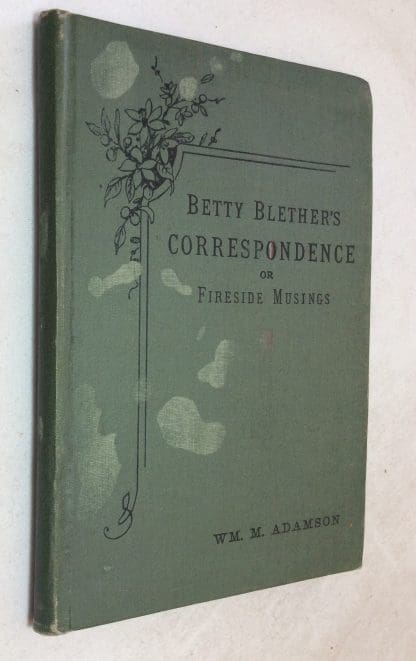 BETTY BLETHER'S
CORRESPONDENCE
OR
FIRESIDE MUSINGS
WM. M. ADAMSON